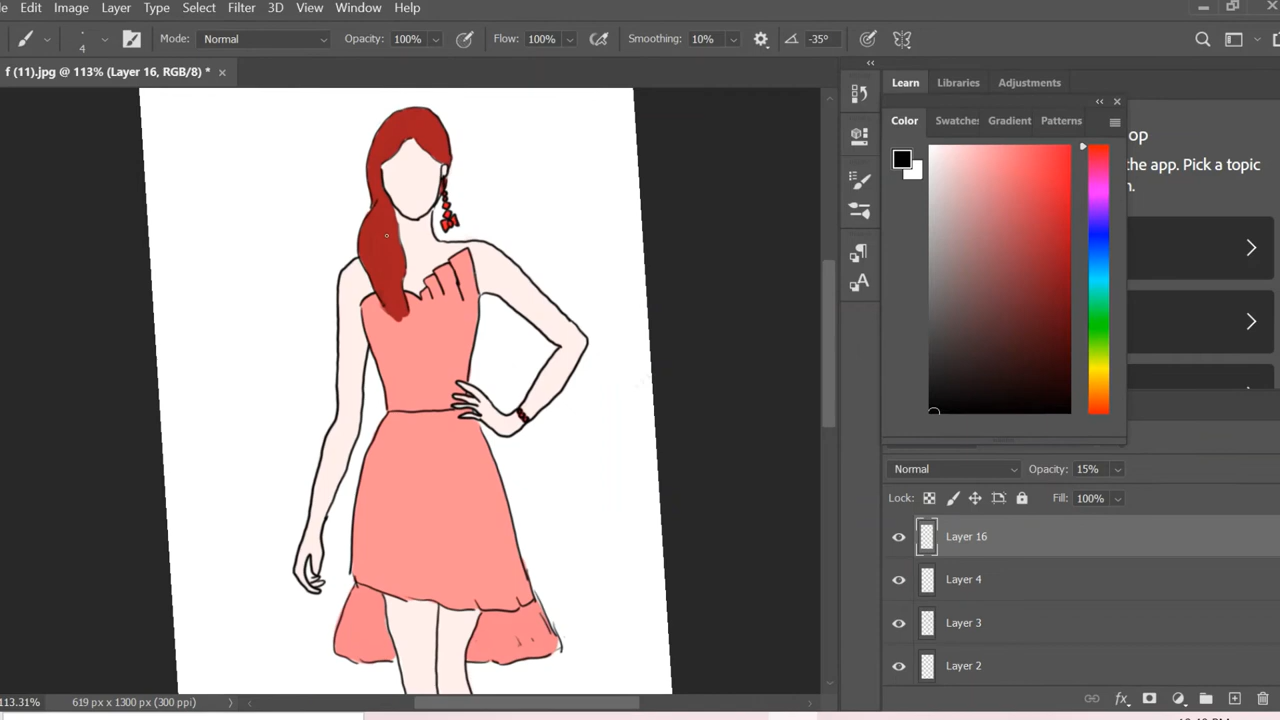 le Edit Image Layer Type Select Filter 3D View Window Help
4 Mode: Normal Opacity: 100% Flow: 100% Smoothing: 10% -35°
f (11).jpg @ 113% (Layer 16, RGB/8) *
Learn Libraries Adjustments
Color Swatches Gradient Patterns
op
the app. Pick a topic
n.
Normal Opacity: 15%
Lock: Fill: 100%
Layer 16
Layer 4
Layer 3
Layer 2
113.31% 619 px x 1300 px (300 ppi)